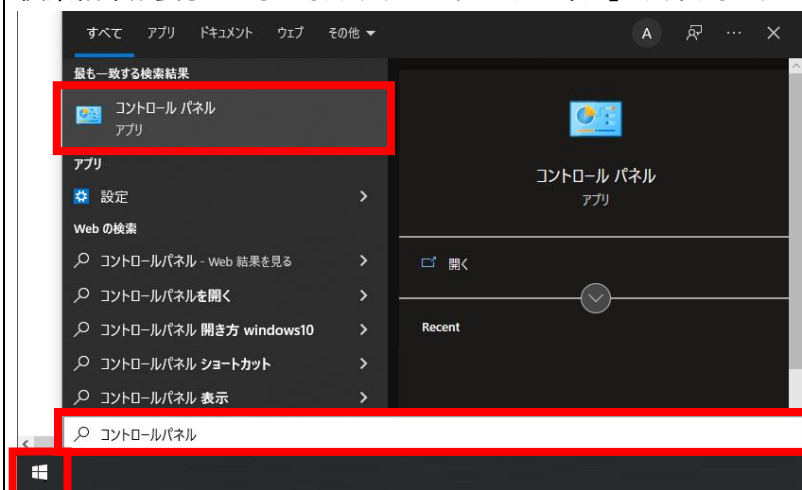 すべて アプリ ドキュメント ウェブ その他 ▼ A … ✕
最も一致する検索結果
コントロール パネル
アプリ
アプリ
設定
Web の検索
コントロールパネル - Web 結果を見る
コントロールパネルを開く
コントロールパネル 開き方 windows10
コントロールパネル ショートカット
コントロールパネル 表示
コントロールパネル
コントロール パネル
アプリ
開く
Recent